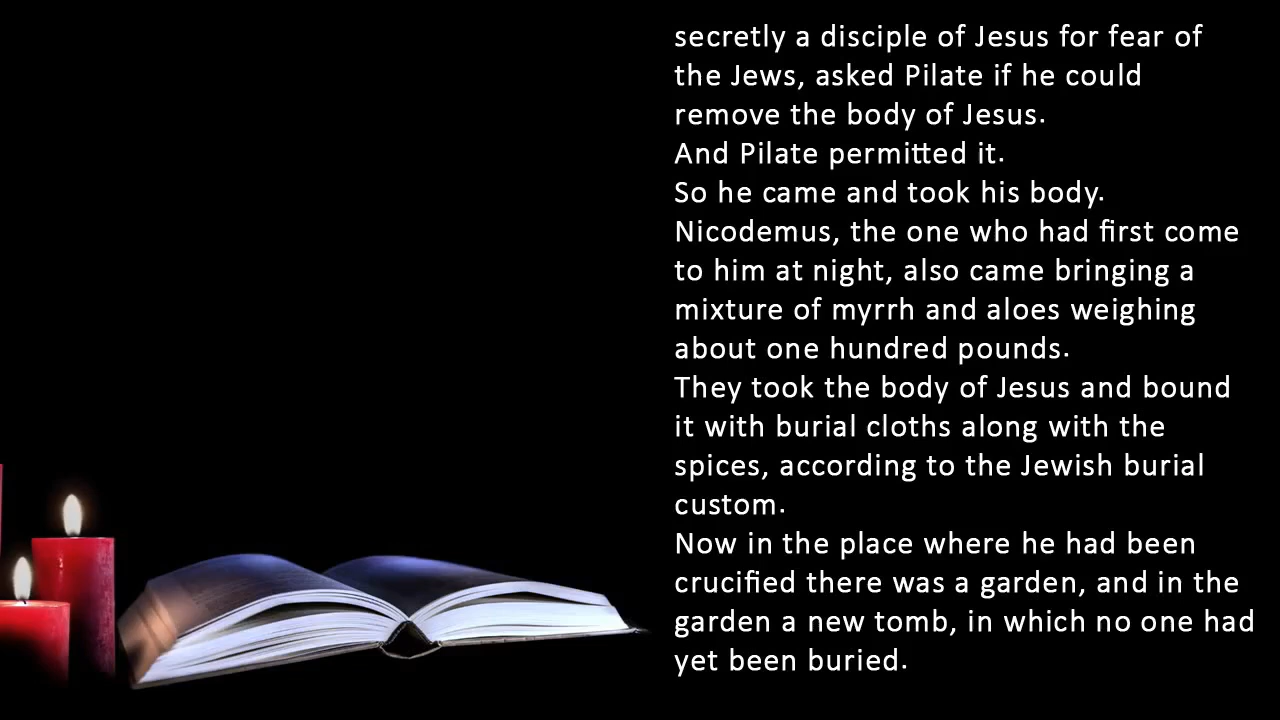 secretly a disciple of Jesus for fear of
the Jews, asked Pilate if he could
remove the body of Jesus.
And Pilate permitted it.
So he came and took his body.
Nicodemus, the one who had first come
to him at night, also came bringing a
mixture of myrrh and aloes weighing
about one hundred pounds.
They took the body of Jesus and bound
it with burial cloths along with the
spices, according to the Jewish burial
custom.
Now in the place where he had been
crucified there was a garden, and in the
garden a new tomb, in which no one had
yet been buried.